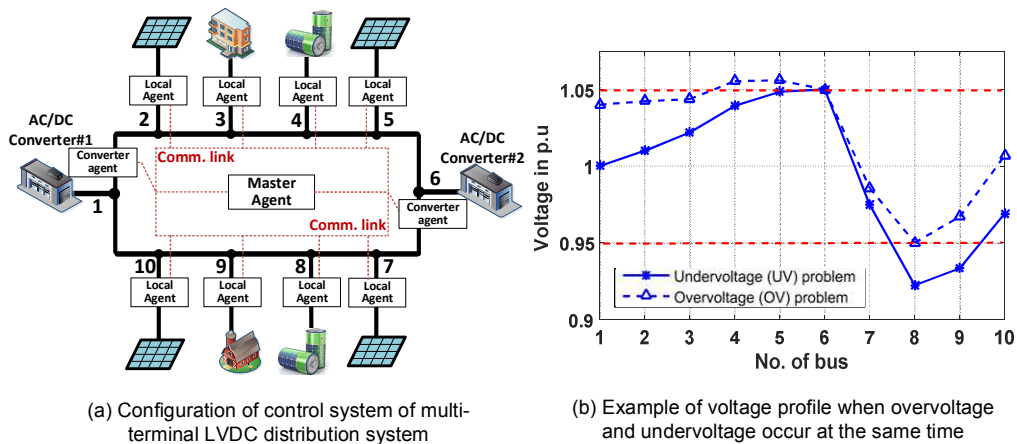 AC/DC
Converter#1
Converter
agent
1
Local
Agent
2
Local
Agent
3
Local
Agent
4
Local
Agent
5
Comm. link
Master
Agent
Comm. link
AC/DC
Converter#2
6
Converter
agent
10
Local
Agent
9
Local
Agent
8
Local
Agent
7
Local
Agent
(a) Configuration of control system of multi-
terminal LVDC distribution system
Voltage in p.u
1.05
1
0.95
0.9
Undervoltage (UV) problem
Overvoltage (OV) problem
1 2 3 4 5 6 7 8 9 10
No. of bus
(b) Example of voltage profile when overvoltage
and undervoltage occur at the same time